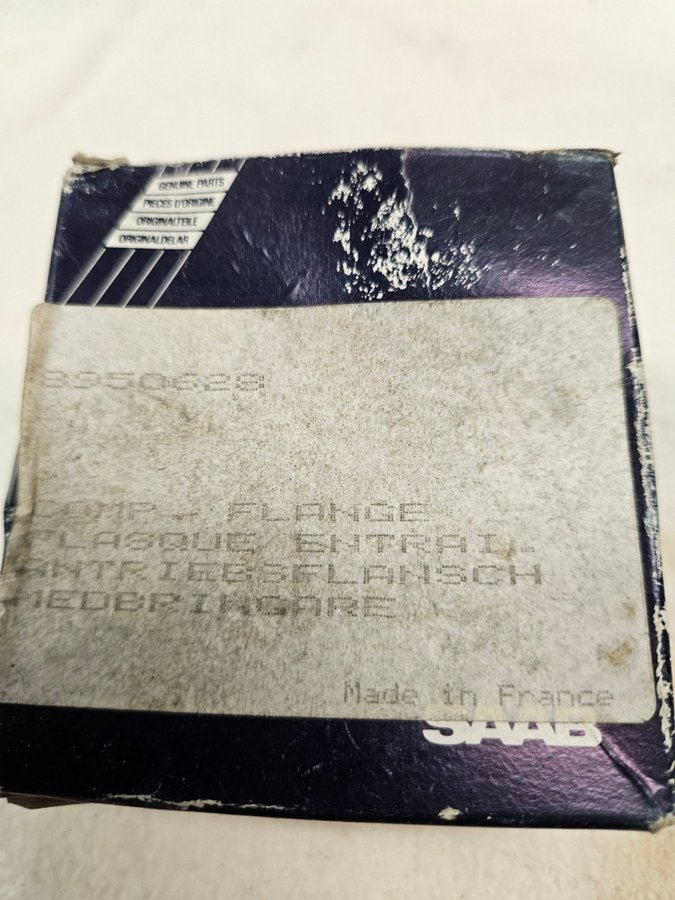 GENUINE PARTS
PIECES D'ORIGINE
ORIGINALTEILE
ORIGINALDELAR
8950628
COMP. FLANGE
FLASQUE ENTRAI.
ANTRIEBSFLANSCH
MEDBRINGARE
Made in France
SAAB